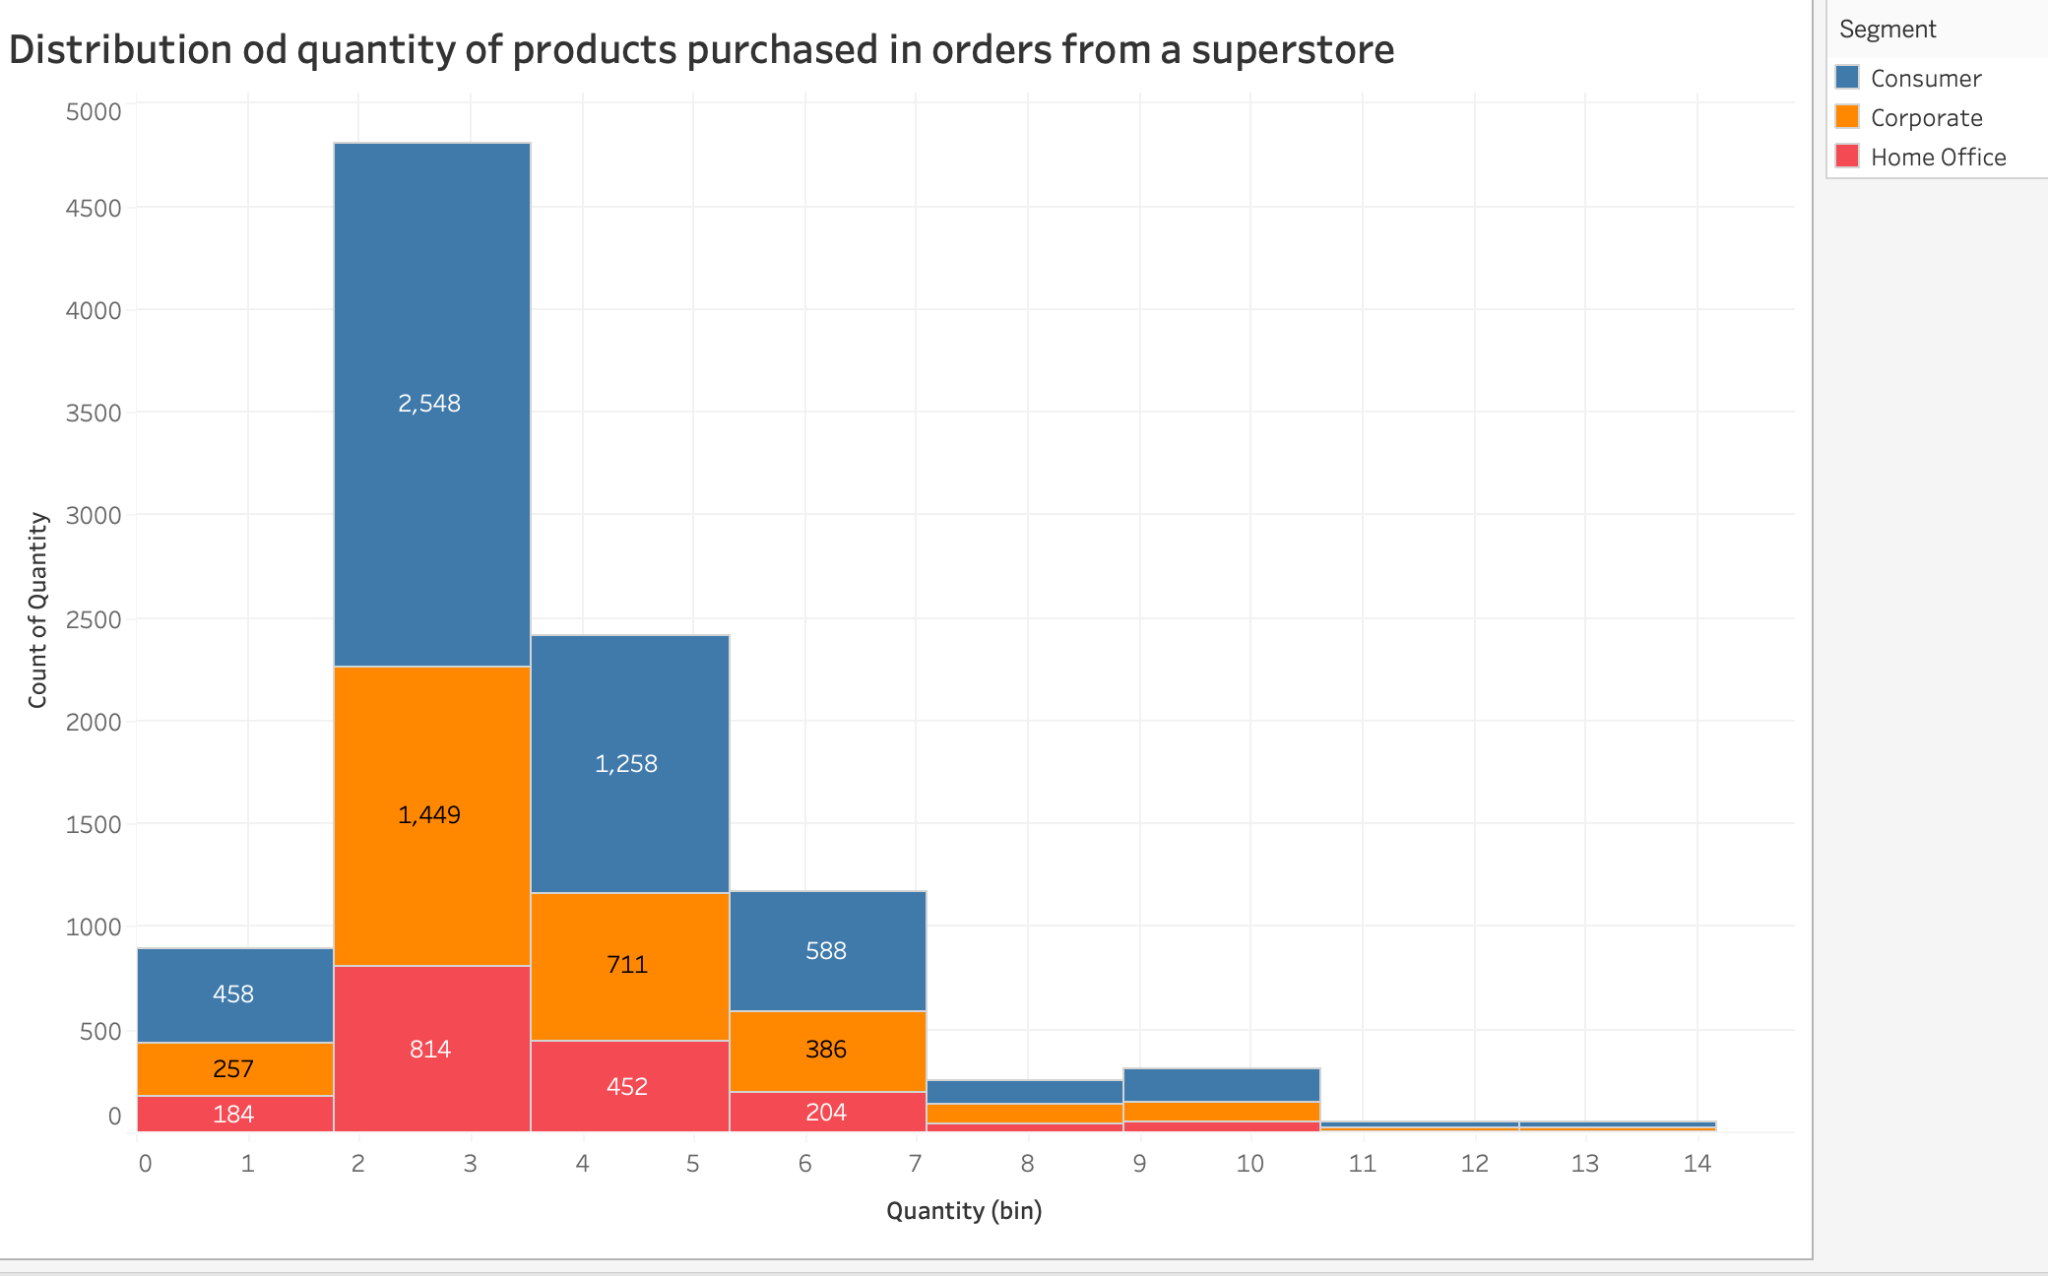 Distribution od quantity of products purchased in orders from a superstore
Segment
Consumer
Corporate
Home Office
5000
4500
4000
3500
3000
2500
2000
1500
1000
500
0
Count of Quantity
2,548
1,449
814
1,258
711
452
588
386
204
458
257
184
0 1 2 3 4 5 6 7 8 9 10 11 12 13 14
Quantity (bin)